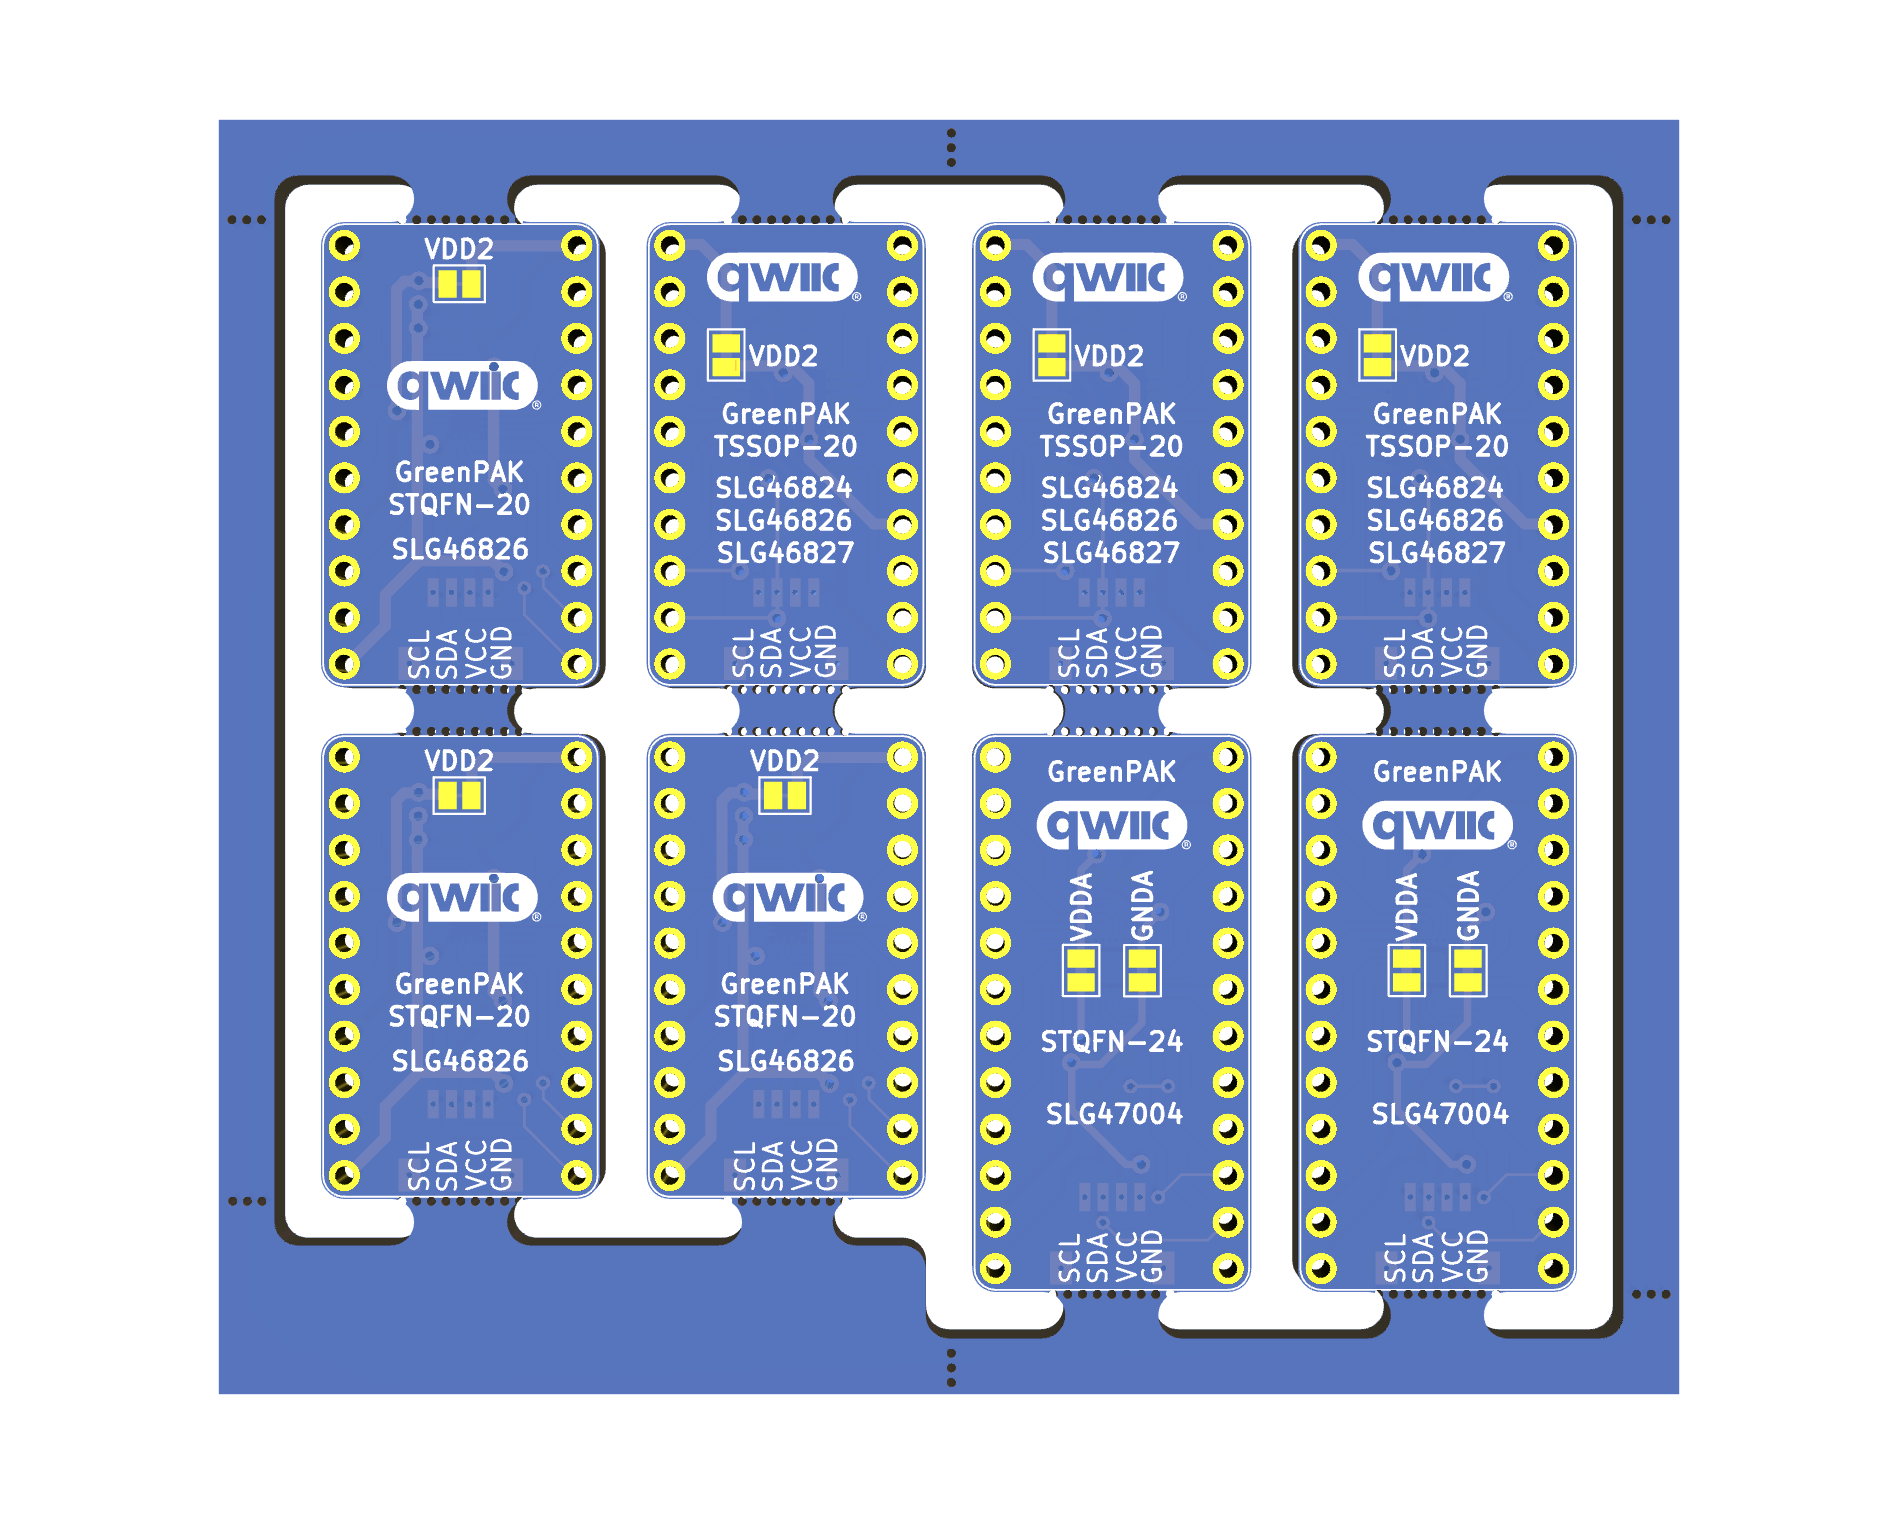 VDD2
qwiic®
GreenPAK
STQFN-20
SLG46826
SCL
SDA
VCC
GND
qwiic®
VDD2
GreenPAK
TSSOP-20
SLG46824
SLG46826
SLG46827
SCL
SDA
VCC
GND
qwiic®
VDD2
GreenPAK
TSSOP-20
SLG46824
SLG46826
SLG46827
SCL
SDA
VCC
GND
qwiic®
VDD2
GreenPAK
TSSOP-20
SLG46824
SLG46826
SLG46827
SCL
SDA
VCC
GND
VDD2
qwiic®
GreenPAK
STQFN-20
SLG46826
SCL
SDA
VCC
GND
VDD2
qwiic®
GreenPAK
STQFN-20
SLG46826
SCL
SDA
VCC
GND
GreenPAK
qwiic®
VDDA
GNDA
STQFN-24
SLG47004
SCL
SDA
VCC
GND
GreenPAK
qwiic®
VDDA
GNDA
STQFN-24
SLG47004
SCL
SDA
VCC
GND